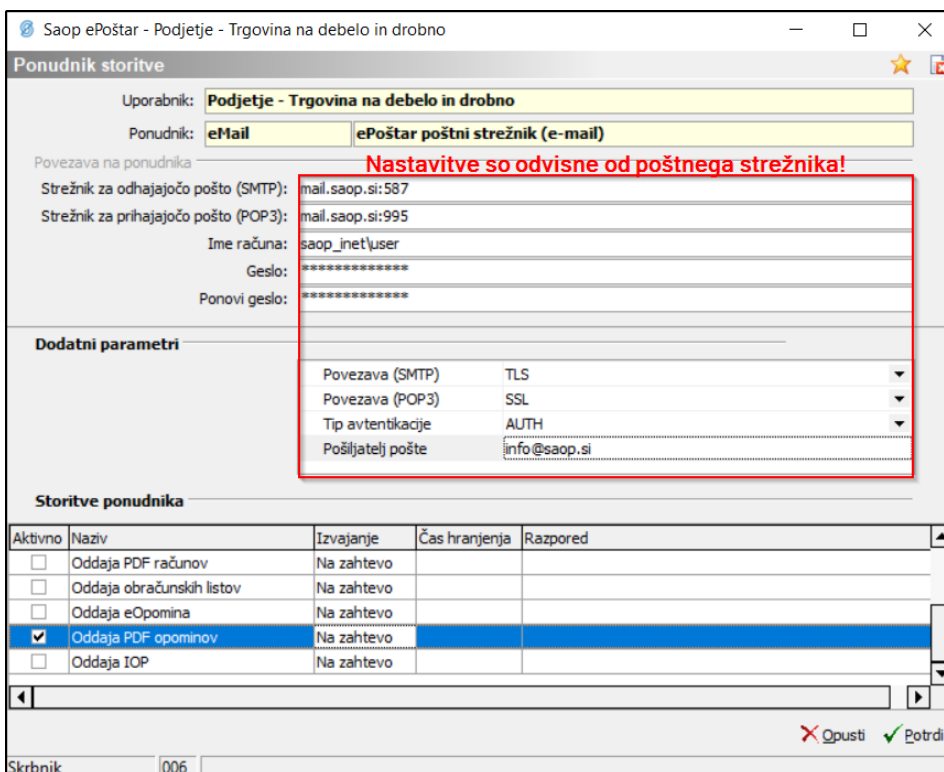 Saop ePoštar - Podjetje - Trgovina na debelo in drobno
Ponudnik storitve
Uporabnik: Podjetje - Trgovina na debelo in drobno
Ponudnik: eMail ePoštar poštni strežnik (e-mail)
Povezava na ponudnika
Nastavitve so odvisne od poštnega strežnika!
Strežnik za odhajajočo pošto (SMTP): mail.saop.si:587
Strežnik za prihajajočo pošto (POP3): mail.saop.si:995
Ime računa: saop_inet\user
Geslo: *************
Ponovi geslo: *************
Dodatni parametri
Povezava (SMTP) TLS
Povezava (POP3) SSL
Tip avtentikacije AUTH
Pošiljatelj pošte info@saop.si
Storitve ponudnika
Aktivno Naziv Izvajanje Čas hranjenja Razpored
Oddaja PDF računov Na zahtevo
Oddaja obračunskih listov Na zahtevo
Oddaja eOpomina Na zahtevo
Oddaja PDF opominov Na zahtevo
Oddaja IOP Na zahtevo
Opusti Potrdi
Skrbnik 006